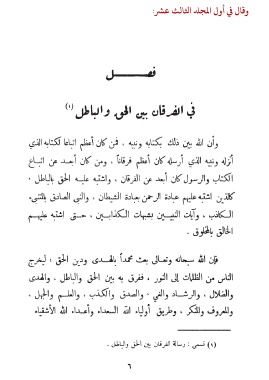 وقال في أول المجلد الثالث عشر:
فصـــــل
في الفرقان بين الحق والباطل (١)
وأن الله بين ذلك بكتابه ونبيه ، فمن كان أعظم اتباعاً لكتابه الذي
أنزله ونبيه الذي أرسله كان أعظم فرقاناً ، ومن كان أبعد عن اتباع
الكتاب والرسول كان أبعد عن الفرقان ، واشتبه عليه الحق بالباطل ،
كالذين اشتبه عليهم عبادة الرحمن بعبادة الشيطان ، والنبي الصادق بالمتنبي
الكاذب ، وآيات النبيين بشبهات الكذابين ، حتى اشتبه عليهم
الخالق بالمخلوق .
فإن الله سبحانه وتعالى بعث محمداً بالهدى ودين الحق ؛ ليخرج
الناس من الظلمات إلى النور ، ففرق به بين الحق والباطل ، والهدى
والضلال ، والرشاد والغي ، والصدق والكذب ، والعلم والجهل ،
والمعروف والمنكر ، وطريق أولياء الله السعداء وأعداء الله الأشقياء
(١) تسمى : رسالة الفرقان بين الحق والباطل .
٦